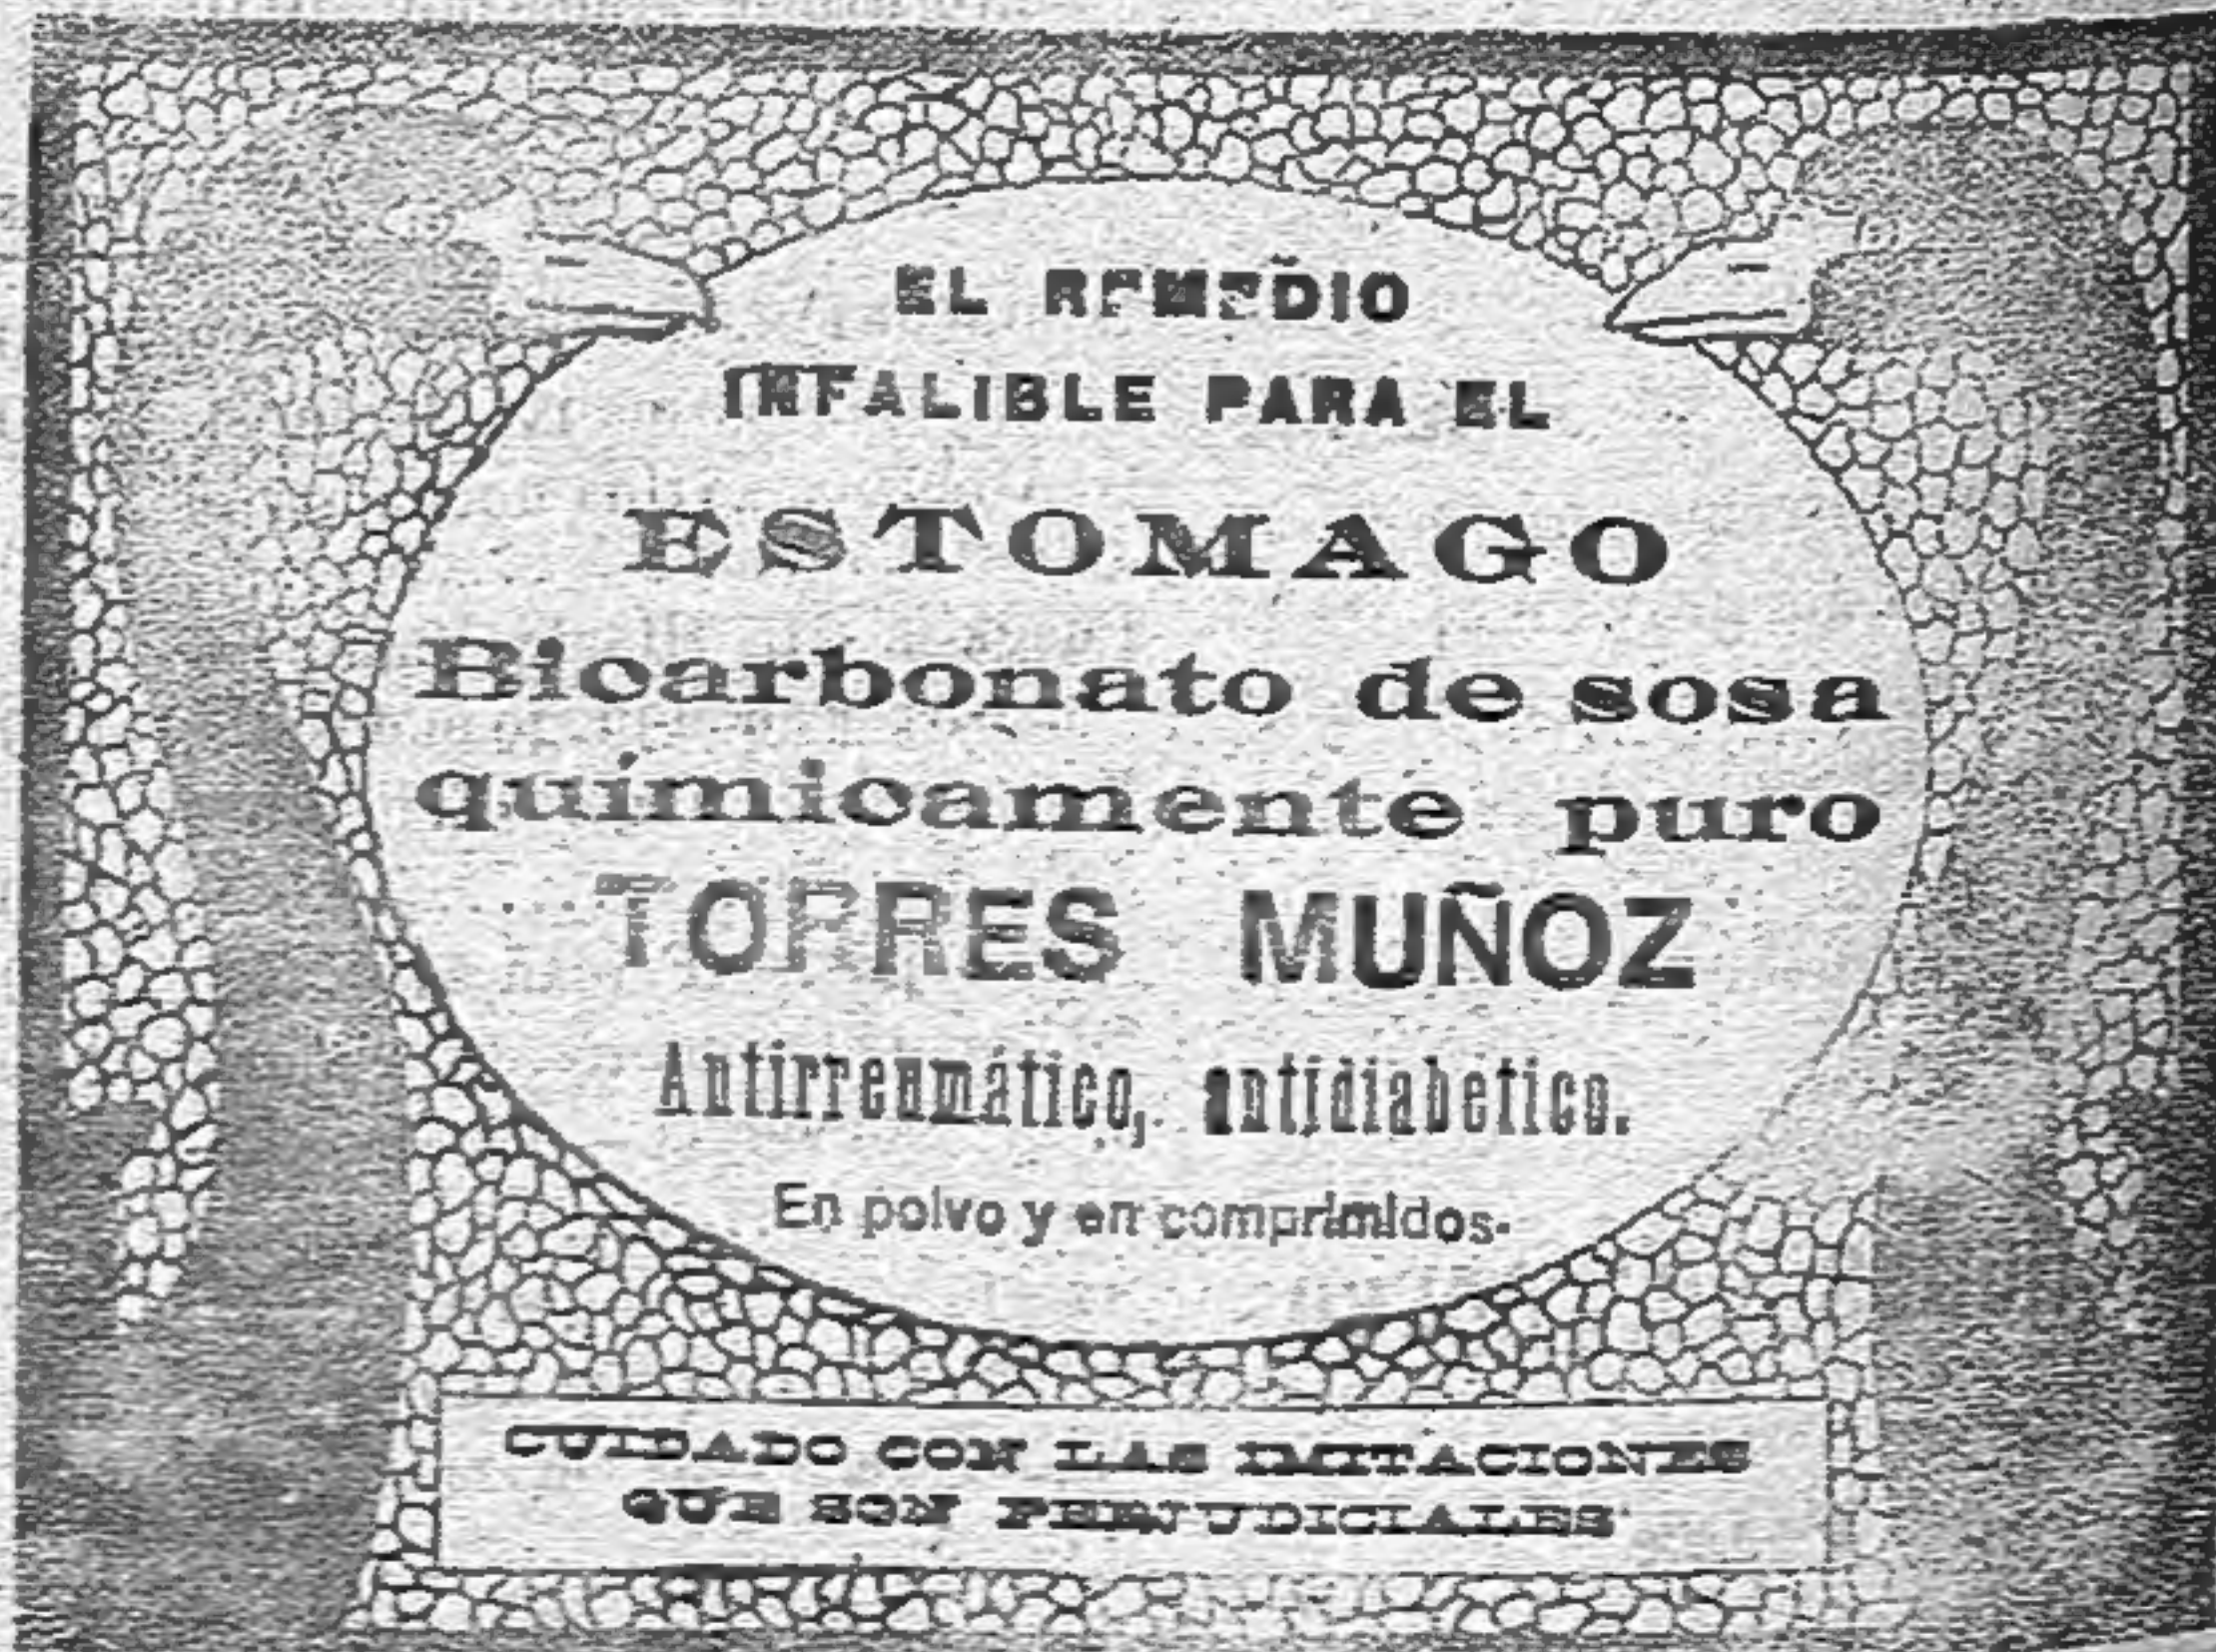 EL REMEDIO
INFALIBLE PARA EL
ESTOMAGO
Bicarbonato de sosa
químicamente puro
TORRES MUÑOZ
Antirreumático, antidiabético.
En polvo y en comprimidos.
CUIDADO CON LAS IMITACIONES
QUE SON PERJUDICIALES